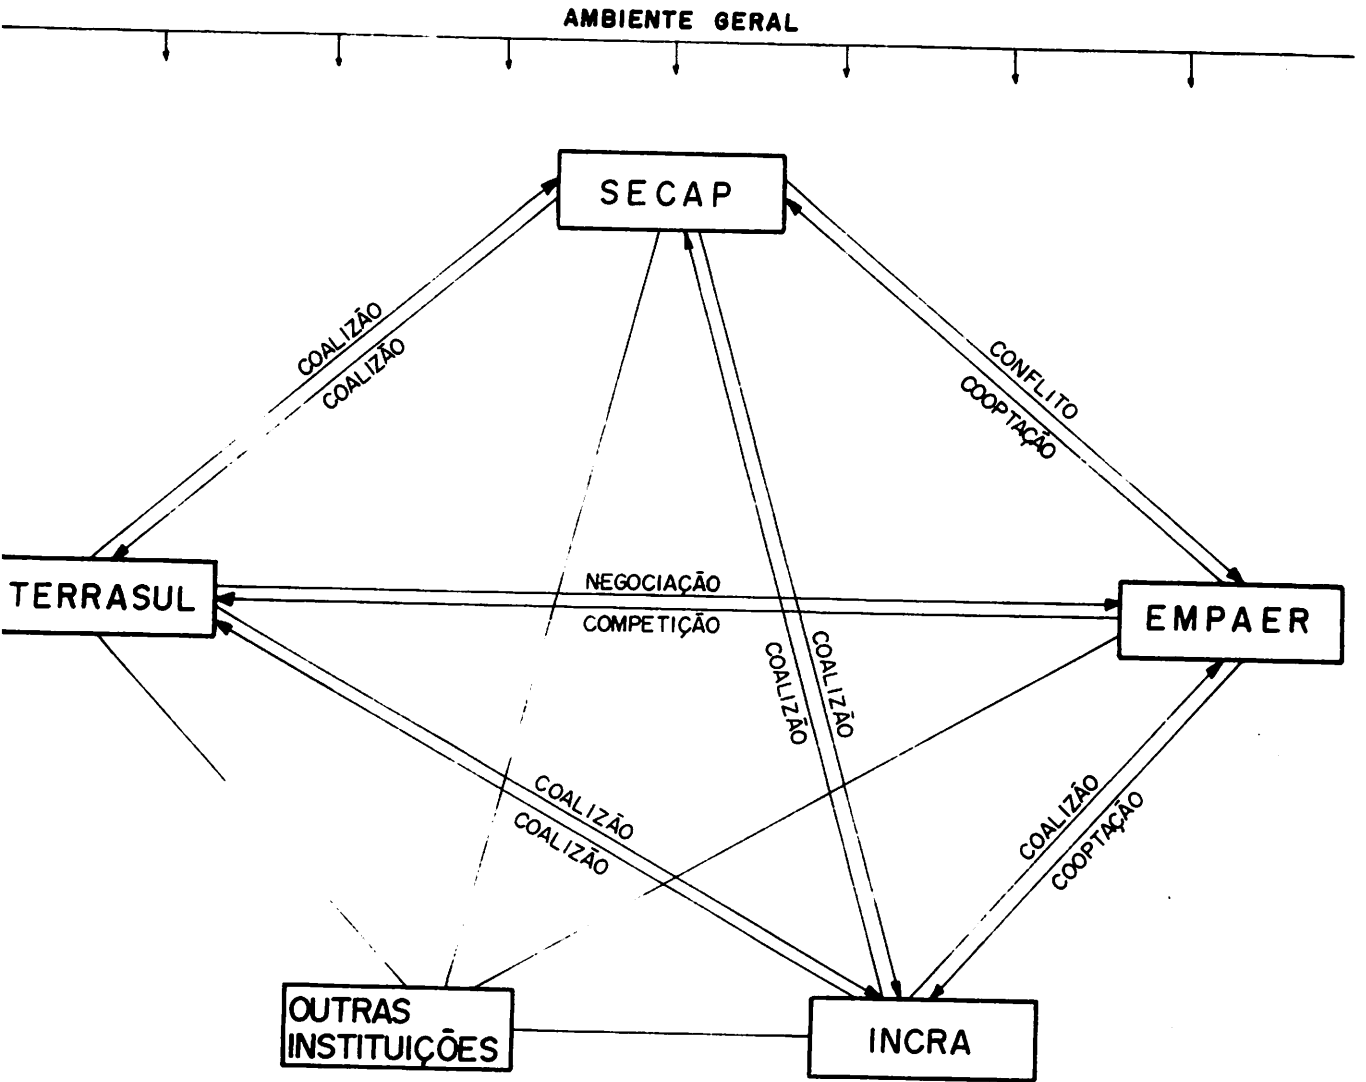 AMBIENTE GERAL
SECAP
COALIZÃO
COALIZÃO
CONFLITO
COOPTAÇÃO
TERRASUL
NEGOCIAÇÃO
COMPETIÇÃO
EMPAER
COALIZÃO
COALIZÃO
COALIZÃO
COALIZÃO
COALIZÃO
COOPTAÇÃO
OUTRAS
INSTITUIÇÕES
INCRA